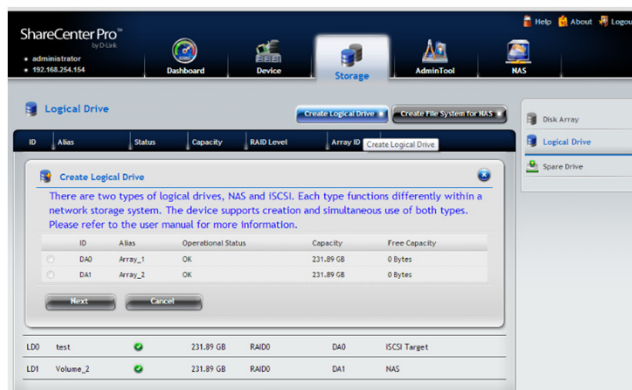 ShareCenter Pro™
by D-Link
administrator
192.168.254.154
Dashboard
Device
Storage
AdminTool
NAS
Help About Logou
Logical Drive
Create Logical Drive
Create File System for NAS
ID Alias Status Capacity RAID Level Array ID
Create Logical Drive
Disk Array
Logical Drive
Spare Drive
Create Logical Drive
There are two types of logical drives, NAS and iSCSI. Each type functions differently within a
network storage system. The device supports creation and simultaneous use of both types.
Please refer to the user manual for more information.
ID Alias Operational Status Capacity Free Capacity
DA0 Array_1 OK 231.89 GB 0 Bytes
DA1 Array_2 OK 231.89 GB 0 Bytes
Next Cancel
LD0 test 231.89 GB RAID0 DA0 iSCSI Target
LD1 Volume_2 231.89 GB RAID0 DA1 NAS